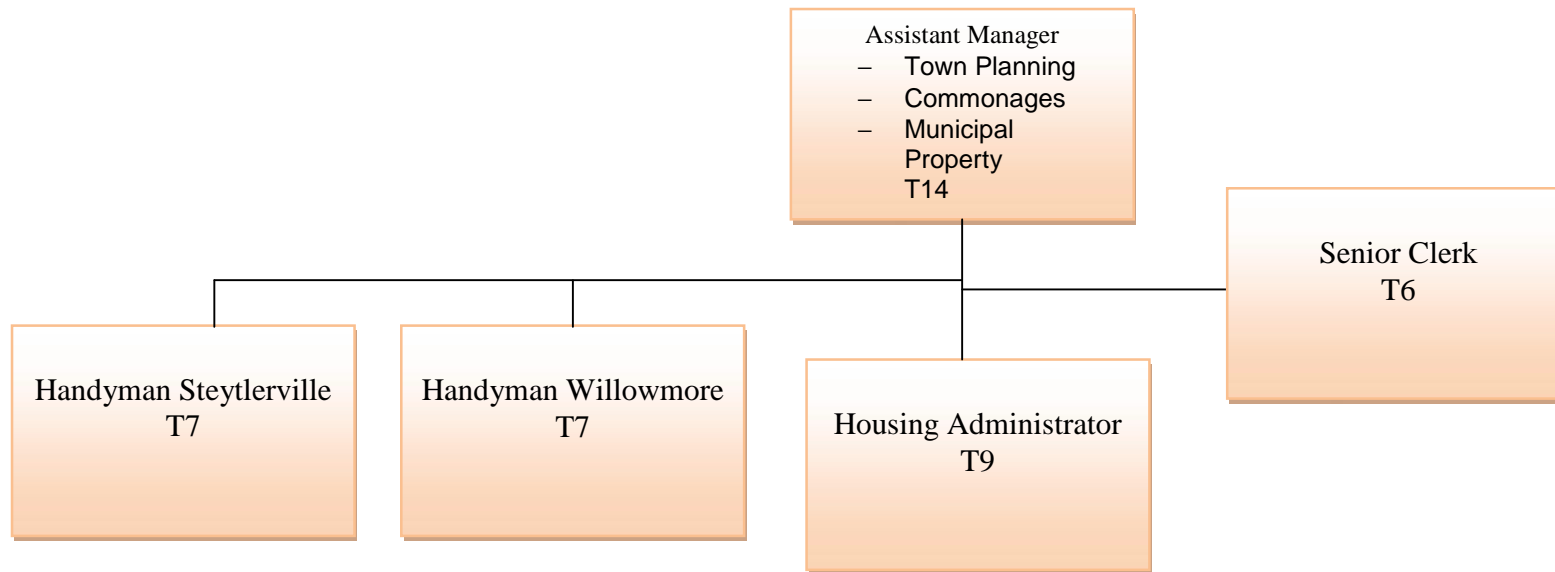 Assistant Manager
– Town Planning
– Commonages
– Municipal
Property
T14
Senior Clerk
T6
Handyman Steytlerville
T7
Handyman Willowmore
T7
Housing Administrator
T9